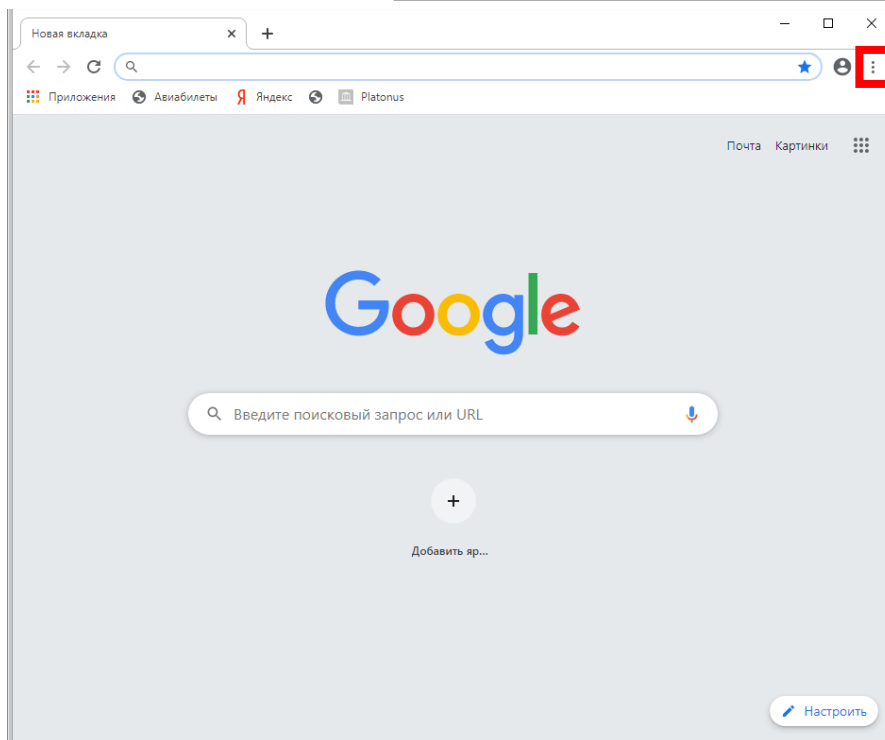 Новая вкладка
Приложения Авиабилеты Яндекс Platonus
Почта Картинки
Google
Введите поисковый запрос или URL
Добавить яр...
Настроить